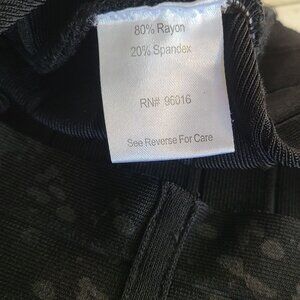 80% Rayon
20% Spandex
RN# 96016
See Reverse For Care